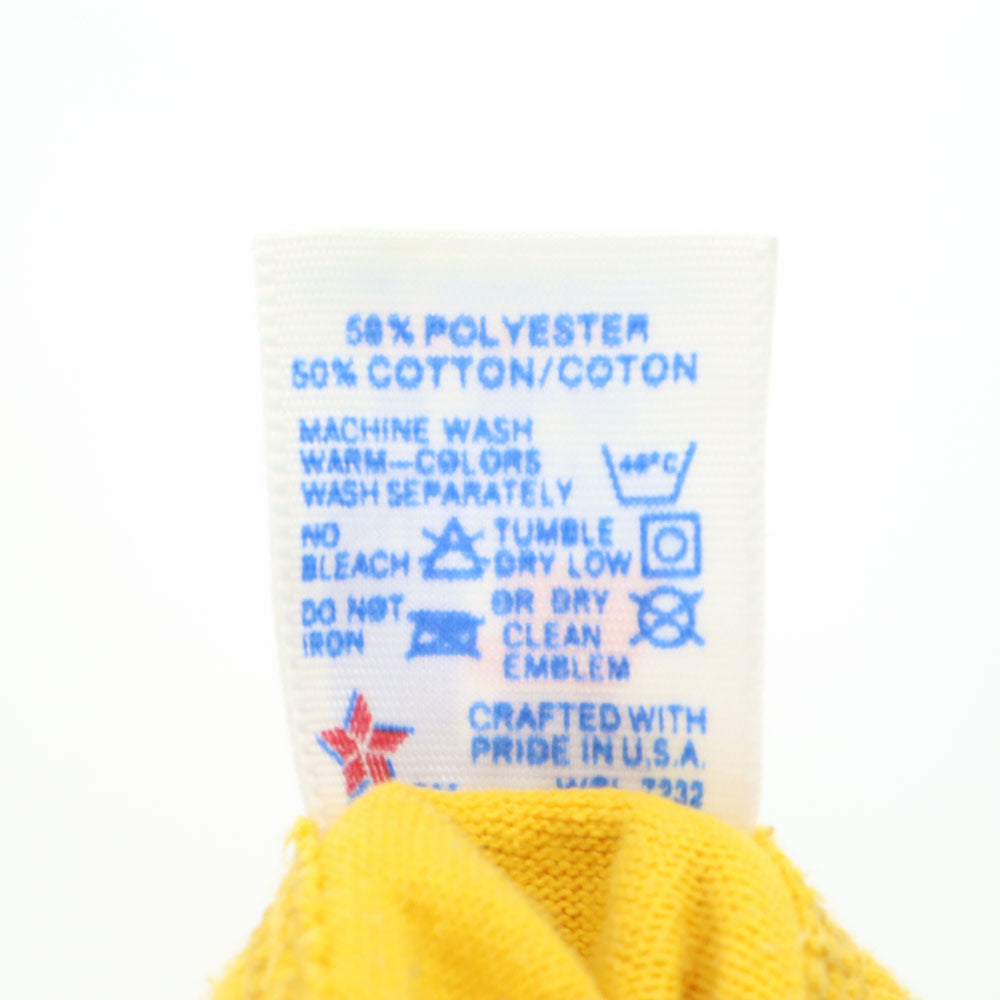 50% POLYESTER
50% COTTON/COTON
MACHINE WASH
WARM—COLORS
WASH SEPARATELY
40°C
NO
BLEACH
TUMBLE
DRY LOW
DO NOT
IRON
OR DRY
CLEAN
EMBLEM
CRAFTED WITH
PRIDE IN U.S.A.
7232